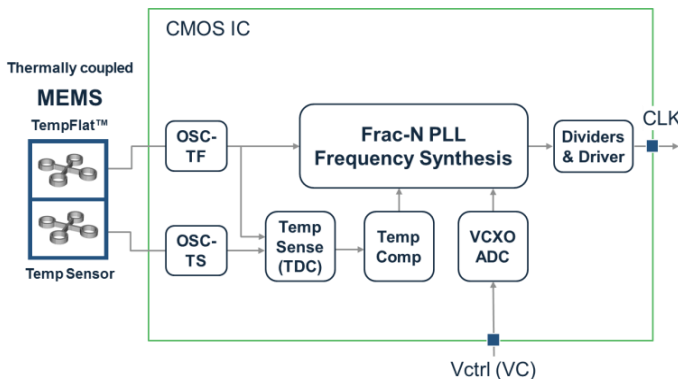 CMOS IC
Thermally coupled
MEMS
TempFlat™
Temp Sensor
OSC-
TF
OSC-
TS
Temp
Sense
(TDC)
Temp
Comp
Frac-N PLL
Frequency Synthesis
VCXO
ADC
Dividers
& Driver
CLK
Vctrl (VC)